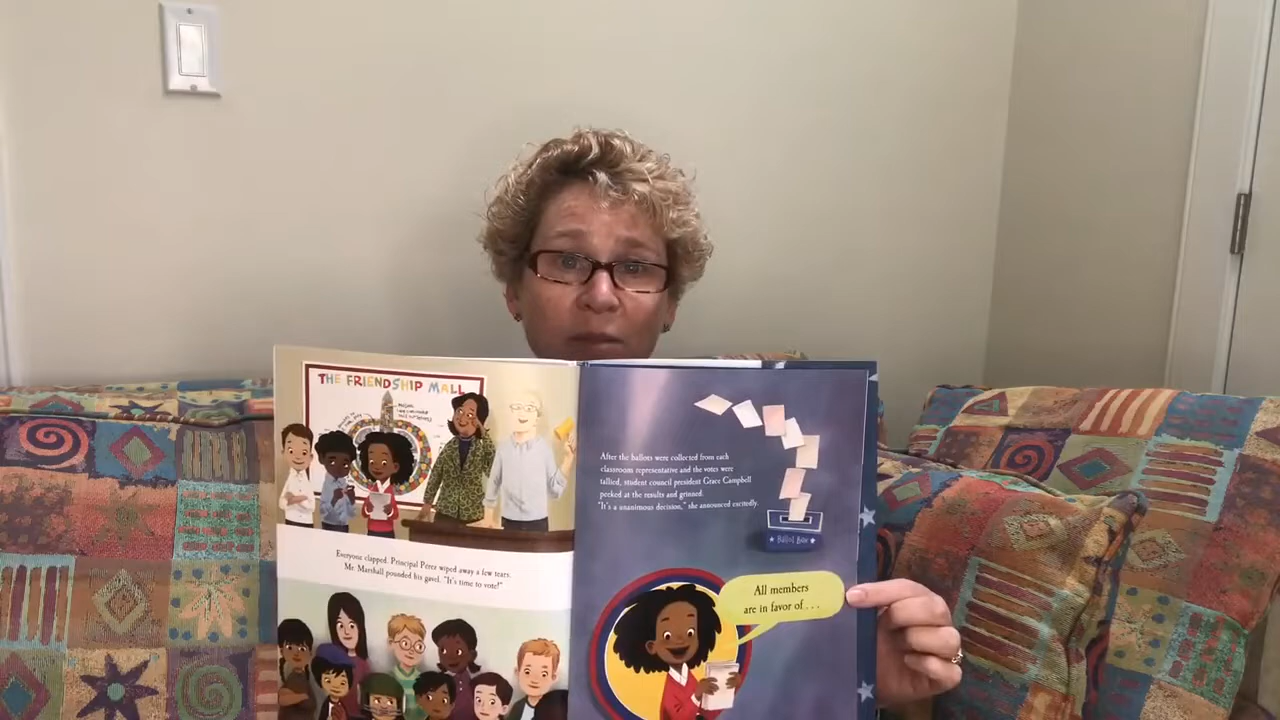 THE FRIENDSHIP MALL
Everyone clapped. Principal Pérez wiped away a few tears.
Mr. Marshall pounded his gavel. "It's time to vote!"
After the ballots were collected from each
classroom representative and the votes were
tallied, student council president Grace Campbell
peeked at the results and grinned.
"It's a unanimous decision," she announced excitedly.
Ballot Box
All members
are in favor of . . .